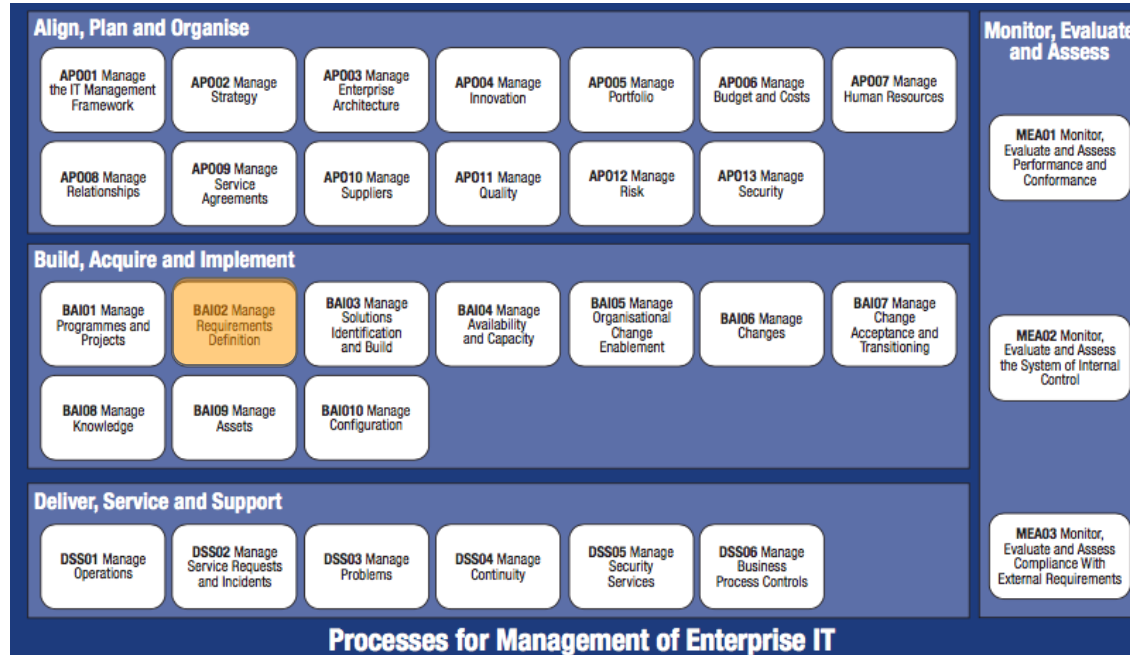 Align, Plan and Organise
APO01 Manage
the IT Management
Framework
APO02 Manage
Strategy
APO03 Manage
Enterprise
Architecture
APO04 Manage
Innovation
APO05 Manage
Portfolio
APO06 Manage
Budget and Costs
APO07 Manage
Human Resources
APO08 Manage
Relationships
APO09 Manage
Service
Agreements
APO10 Manage
Suppliers
APO11 Manage
Quality
APO12 Manage
Risk
APO13 Manage
Security
Build, Acquire and Implement
BAI01 Manage
Programmes and
Projects
BAI02 Manage
Requirements
Definition
BAI03 Manage
Solutions
Identification
and Build
BAI04 Manage
Availability
and Capacity
BAI05 Manage
Organisational
Change
Enablement
BAI06 Manage
Changes
BAI07 Manage
Change
Acceptance and
Transitioning
BAI08 Manage
Knowledge
BAI09 Manage
Assets
BAI010 Manage
Configuration
Deliver, Service and Support
DSS01 Manage
Operations
DSS02 Manage
Service Requests
and Incidents
DSS03 Manage
Problems
DSS04 Manage
Continuity
DSS05 Manage
Security
Services
DSS06 Manage
Business
Process Controls
Monitor, Evaluate
and Assess
MEA01 Monitor,
Evaluate and Assess
Performance and
Conformance
MEA02 Monitor,
Evaluate and Assess
the System of Internal
Control
MEA03 Monitor,
Evaluate and Assess
Compliance With
External Requirements
Processes for Management of Enterprise IT